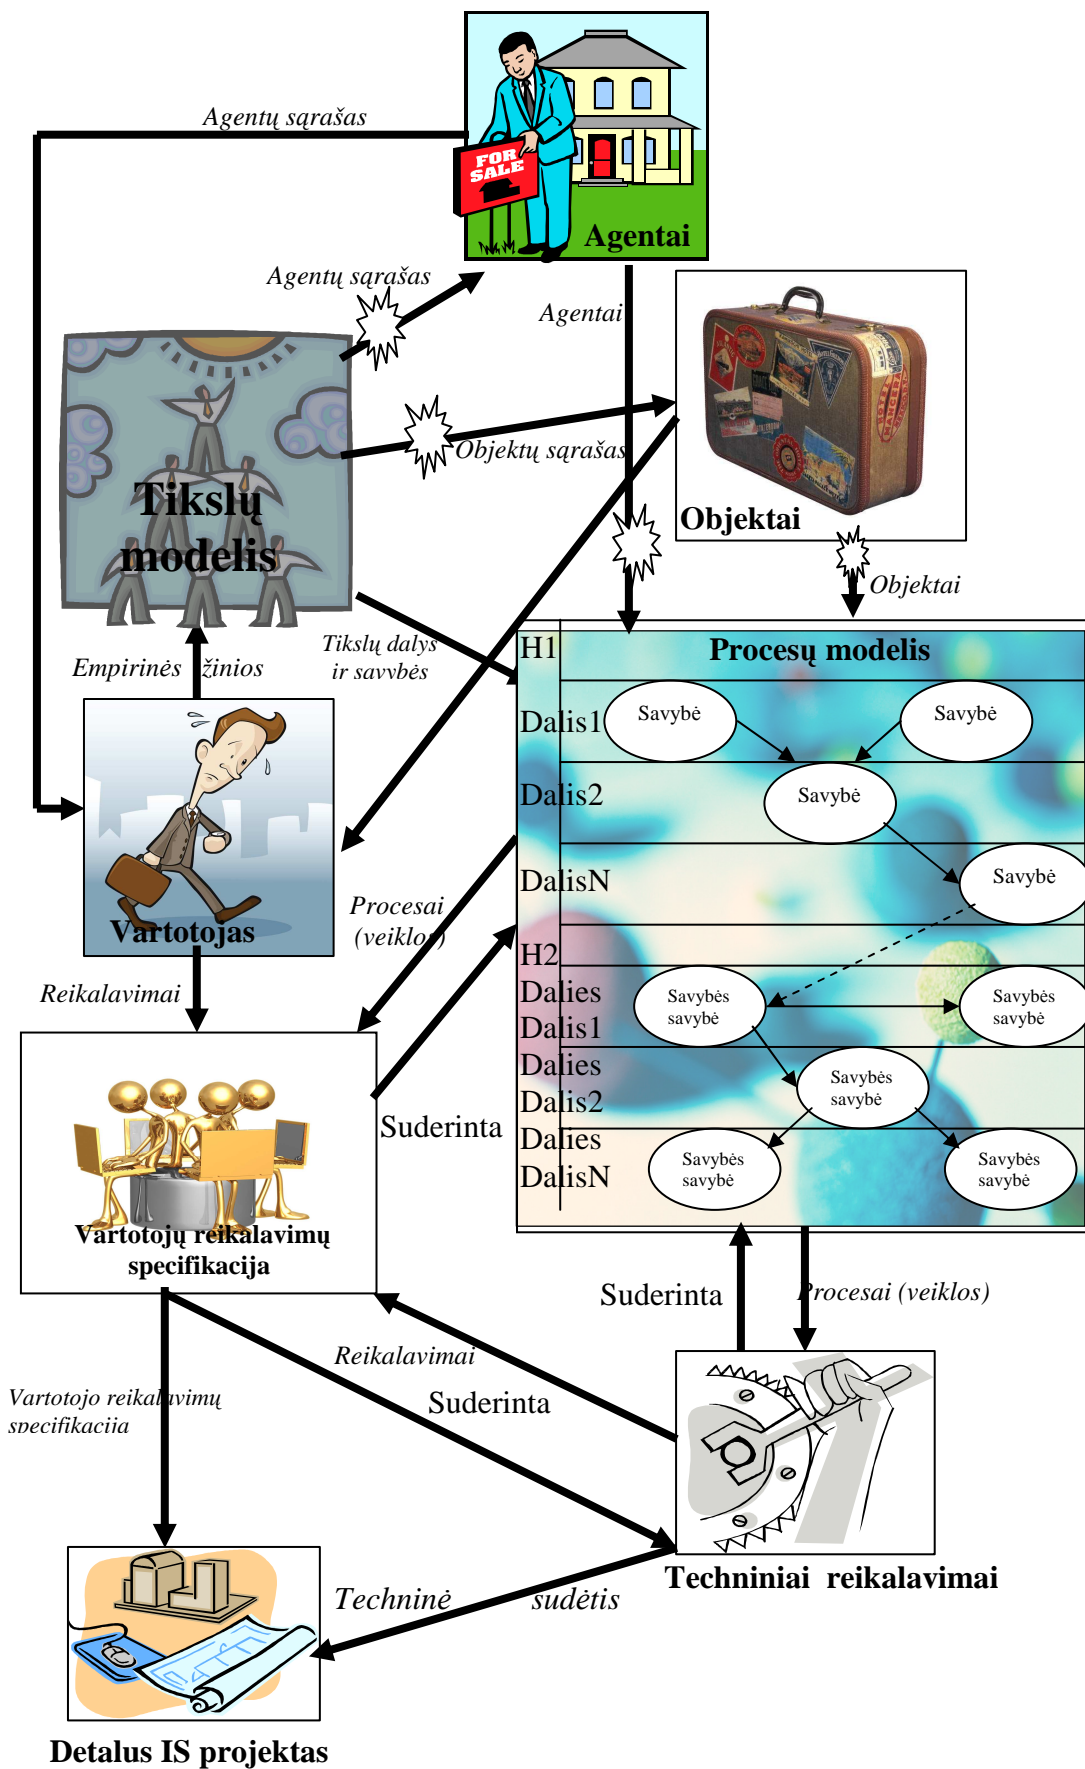 Agentų sąrašas
FOR
SALE
Agentai
Agentų sąrašas
Agentai
Objektų sąrašas
Objektai
Tikslų
modelis
Objektai
Tikslų dalys
ir savybės
Empirinės žinios
H1
Procesų modelis
Dalis1
Savybė
Savybė
Dalis2
Savybė
DalisN
Savybė
Vartotojas
Procesai
(veiklos)
H2
Reikalavimai
Dalies
Dalis1
Savybės
savybė
Savybės
savybė
Dalies
Dalis2
Savybės
savybė
Suderinta
Dalies
DalisN
Savybės
savybė
Savybės
savybė
Vartotojų reikalavimų
specifikacija
Suderinta
Procesai (veiklos)
Reikalavimai
Suderinta
Vartotojo reikalavimų
specifikacija
Techniniai reikalavimai
Techninė sudėtis
Detalus IS projektas